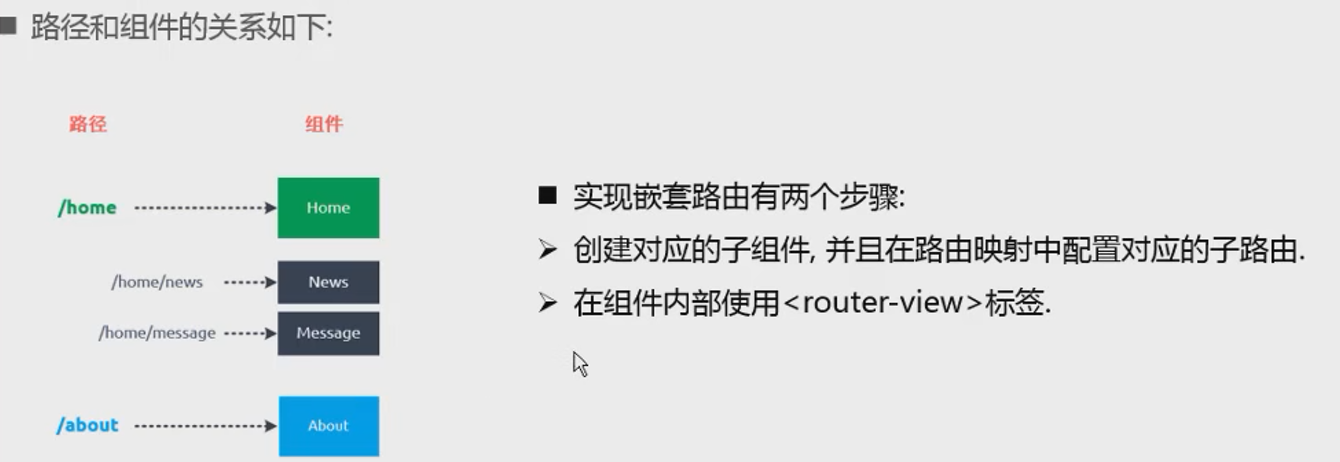 ■ 路径和组件的关系如下:
路径 组件
/home Home
/home/news News
/home/message Message
/about About
■ 实现嵌套路由有两个步骤:
➢ 创建对应的子组件, 并且在路由映射中配置对应的子路由.
➢ 在组件内部使用<router-view>标签.